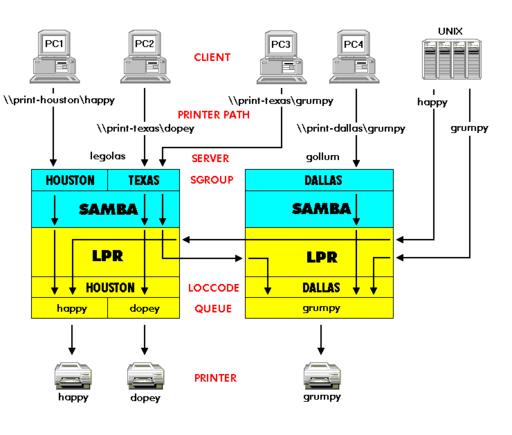 PC1 PC2 PC3 PC4 UNIX
CLIENT
\\print-houston\happy \\print-texas\grumpy happy
PRINTER PATH
\\print-texas\dopey \\print-dallas\grumpy grumpy
legolas SERVER gollum
HOUSTON TEXAS SGROUP DALLAS
SAMBA SAMBA
LPR LPR
HOUSTON LOCCODE DALLAS
happy dopey QUEUE grumpy
PRINTER
happy dopey grumpy